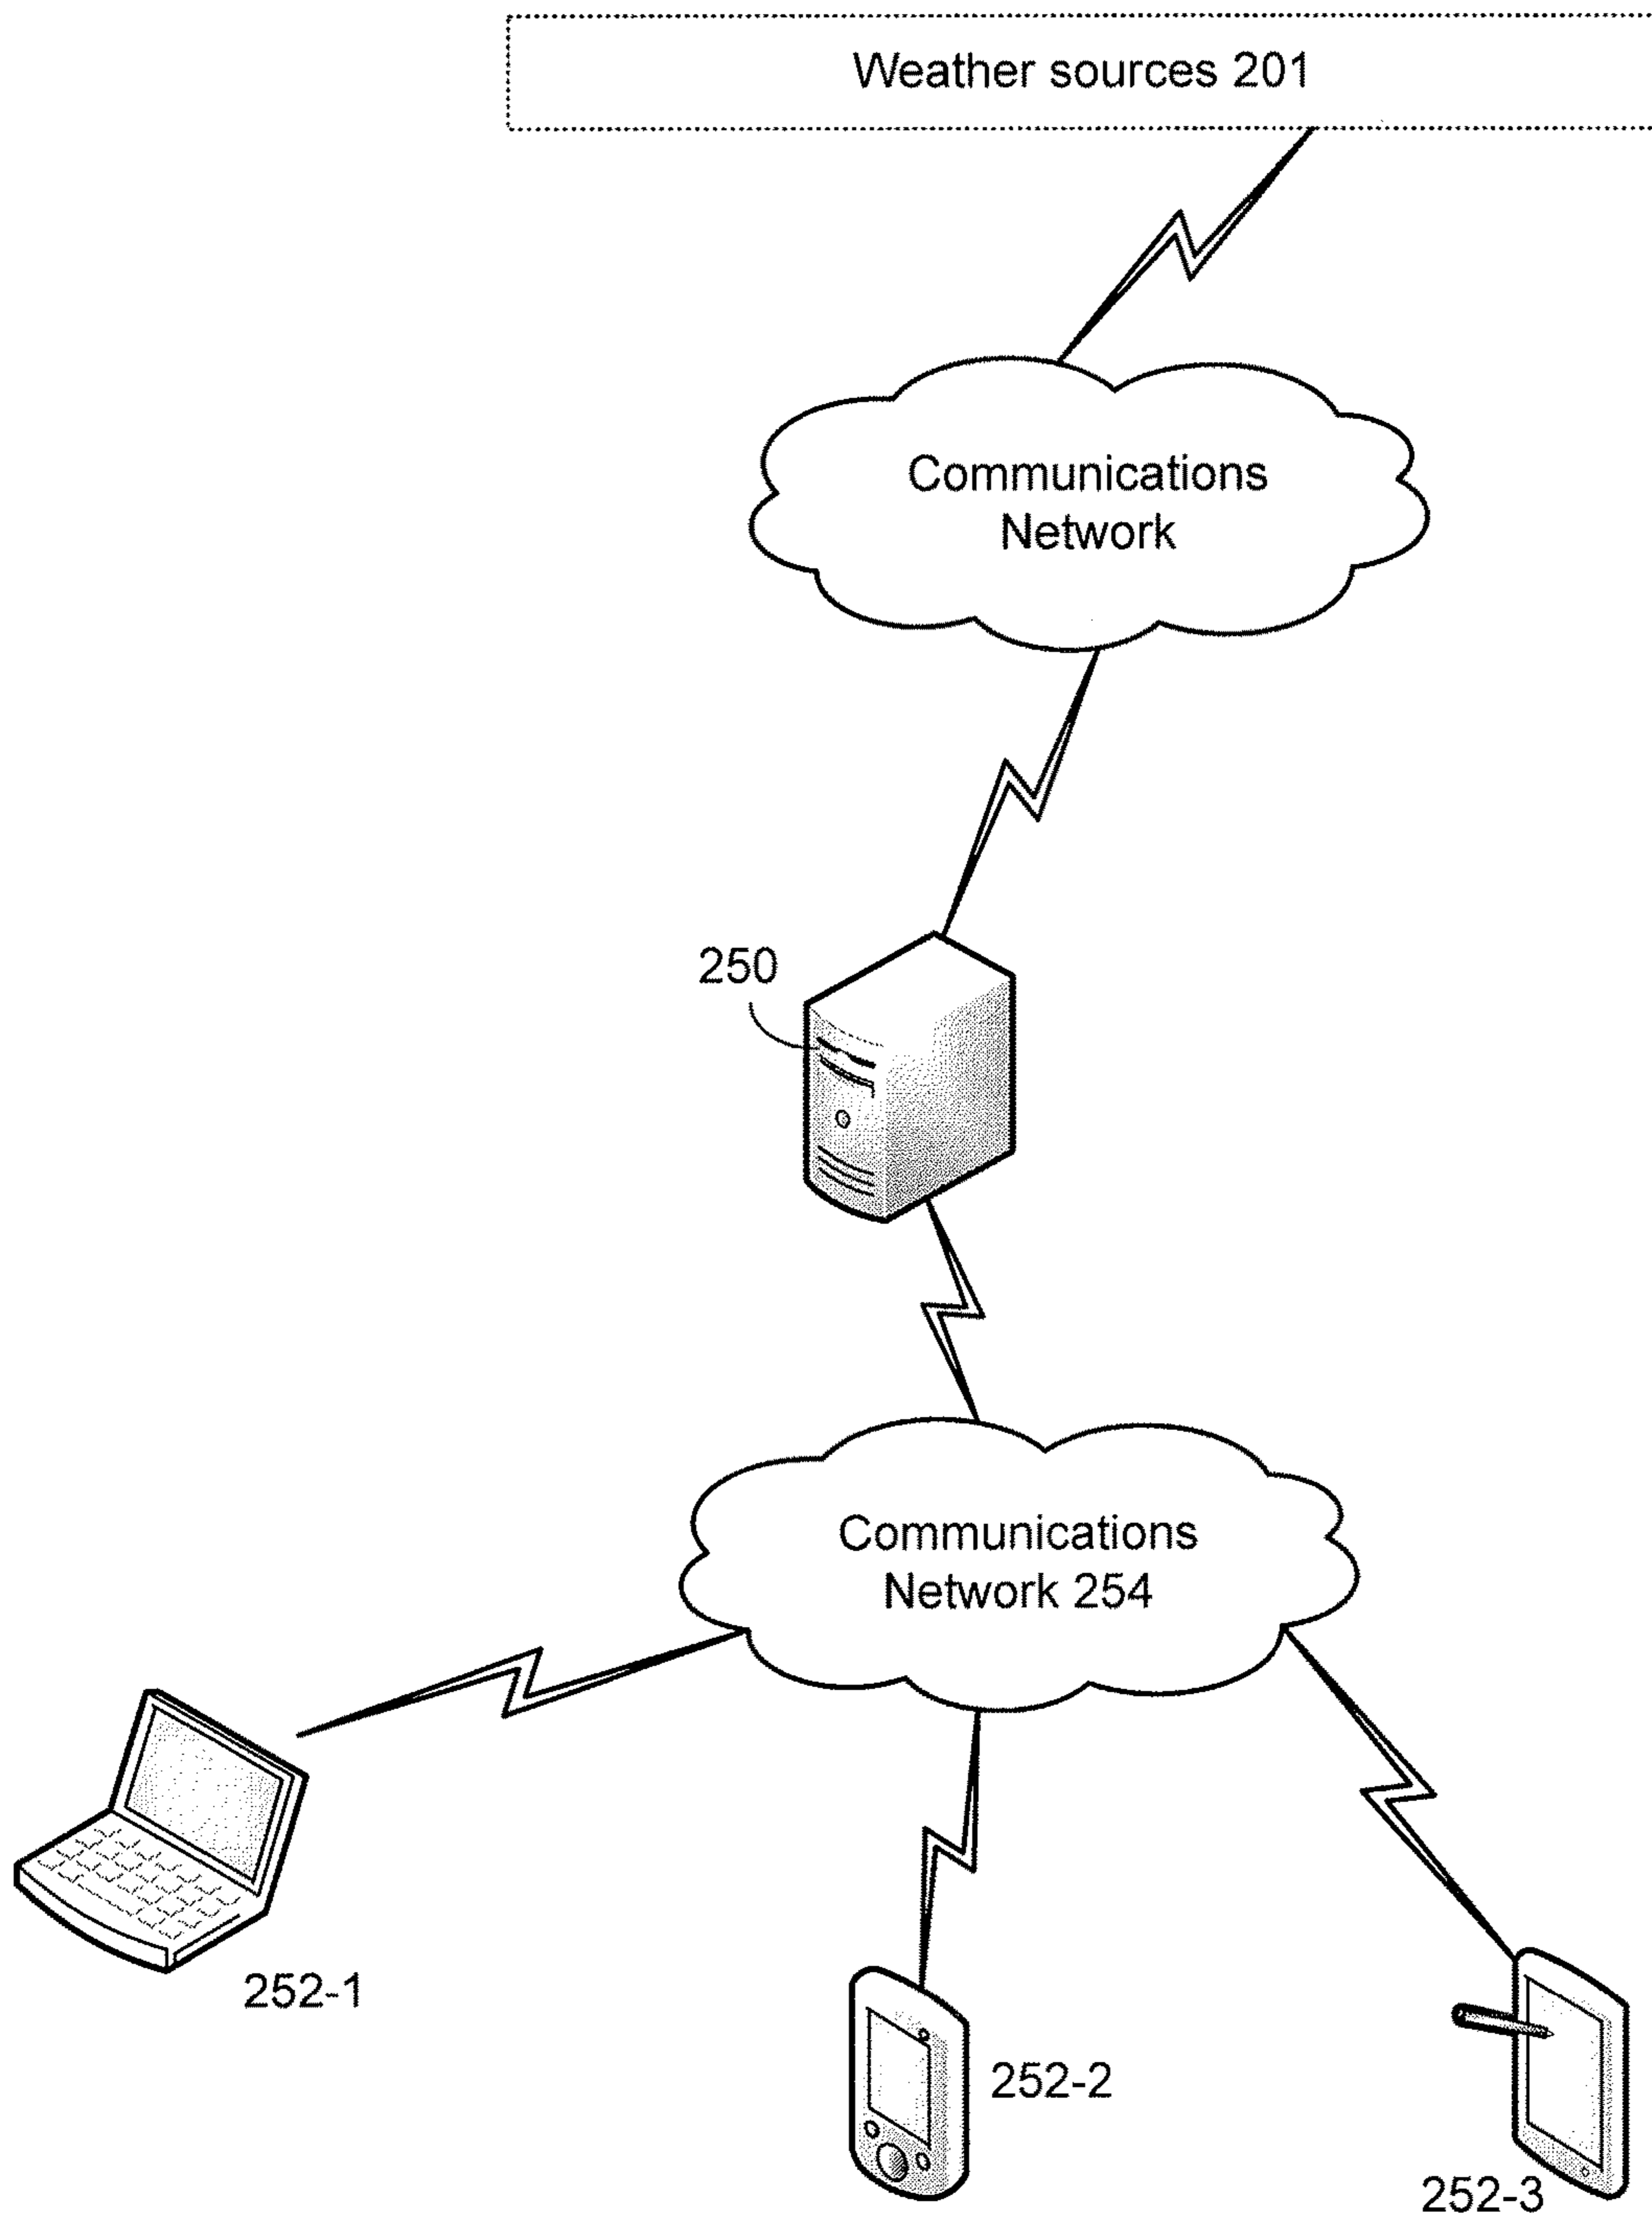 Weather sources 201
Communications
Network
250
Communications
Network 254
252-1
252-2
252-3